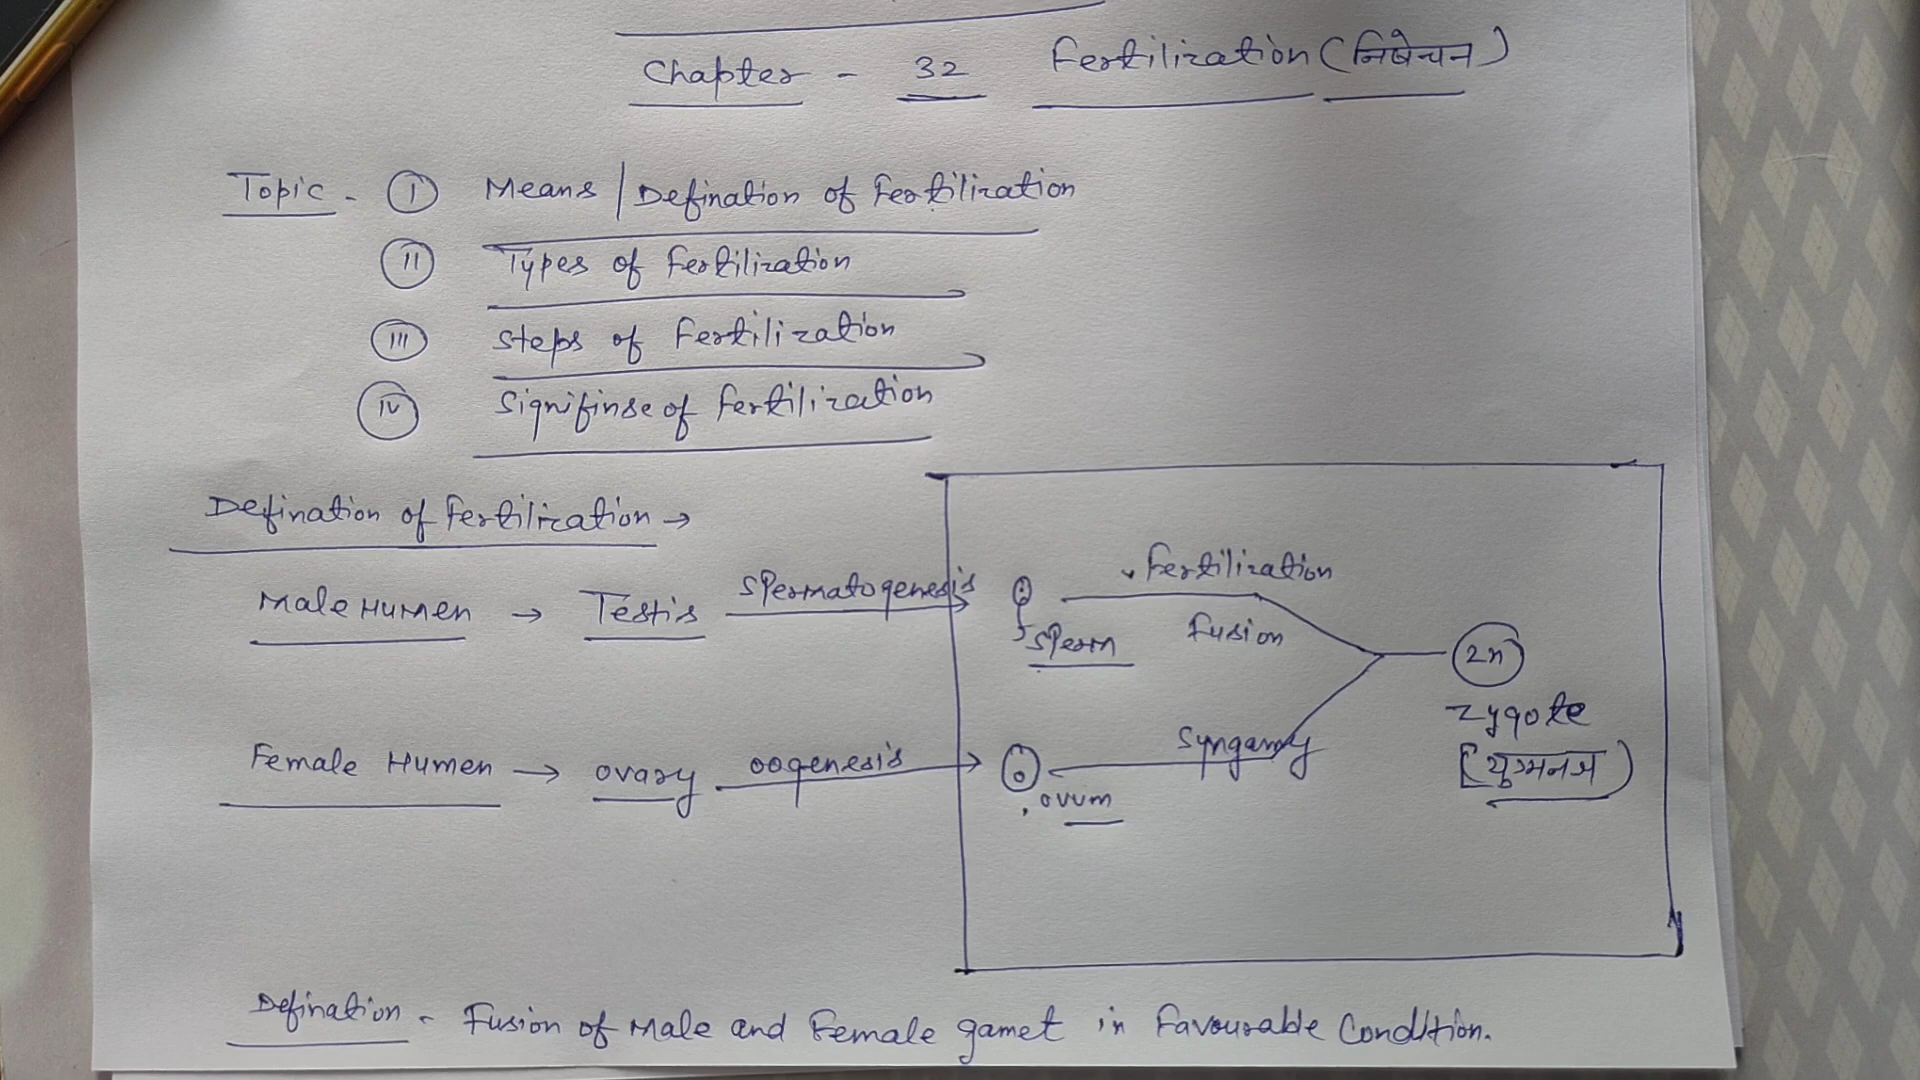 Chapter - 32 Fertilization (निषेचन)
Topic - I Means / Defination of Fertilization
II Types of Fertilization
III Steps of Fertilization
IV Signifinse of Fertilization
Defination of Fertilization →
Male Humen → Testis Spermatogenesis Sperm Fertilization Fusion 2n
Zygote
(युग्मनज)
Female Humen → ovary oogenesis ovum Syngamy
Defination - Fusion of Male and Female gamet in Favourable Condition.